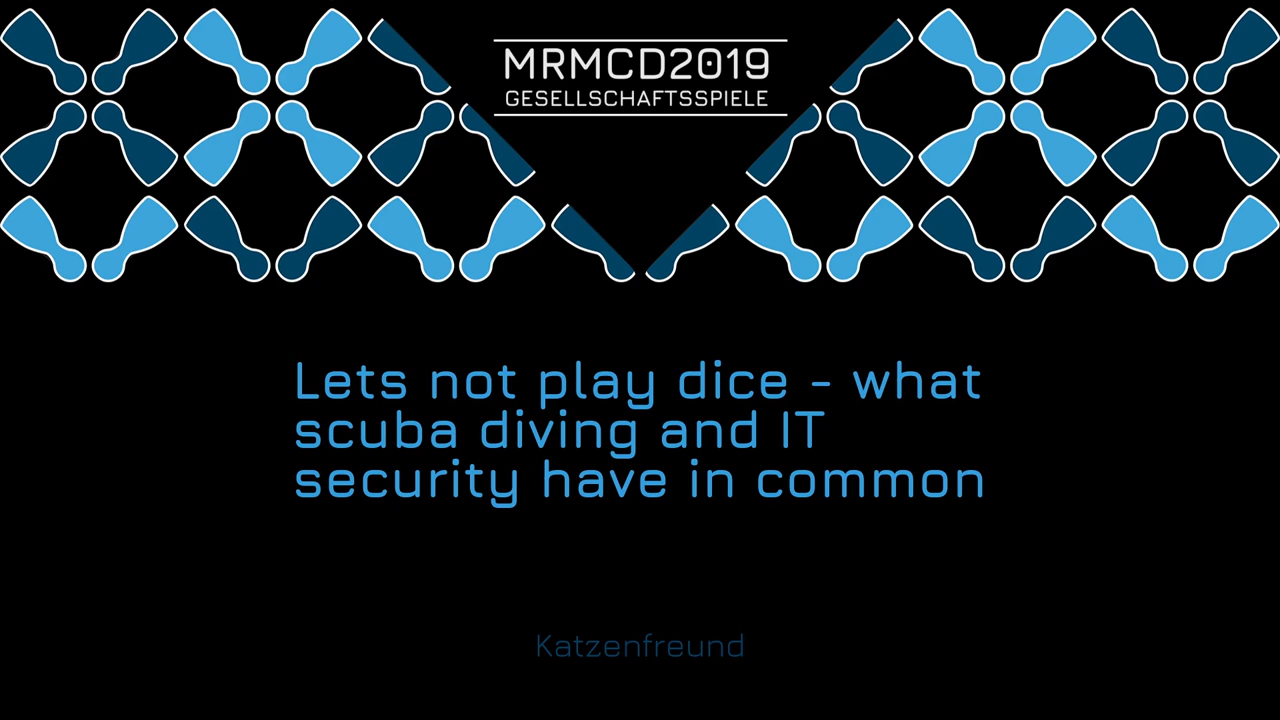 MRMCD2019
GESELLSCHAFTSSPIELE
Lets not play dice - what
scuba diving and IT
security have in common
Katzenfreund